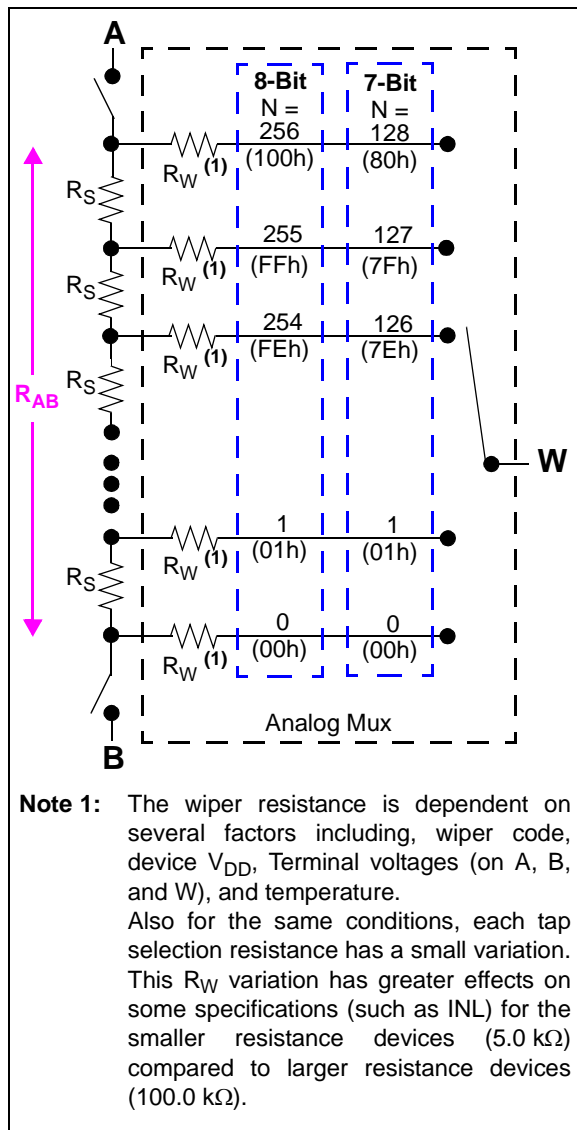 A
8-Bit
N =
7-Bit
N =
256
(100h)
128
(80h)
RW (1)
RS
255
(FFh)
127
(7Fh)
RW (1)
RS
254
(FEh)
126
(7Eh)
RW (1)
RS
RAB
W
1
(01h)
1
(01h)
RW (1)
RS
0
(00h)
0
(00h)
RW (1)
Analog Mux
B
Note 1: The wiper resistance is dependent on
several factors including, wiper code,
device VDD, Terminal voltages (on A, B,
and W), and temperature.
Also for the same conditions, each tap
selection resistance has a small variation.
This RW variation has greater effects on
some specifications (such as INL) for the
smaller resistance devices (5.0 kΩ)
compared to larger resistance devices
(100.0 kΩ).